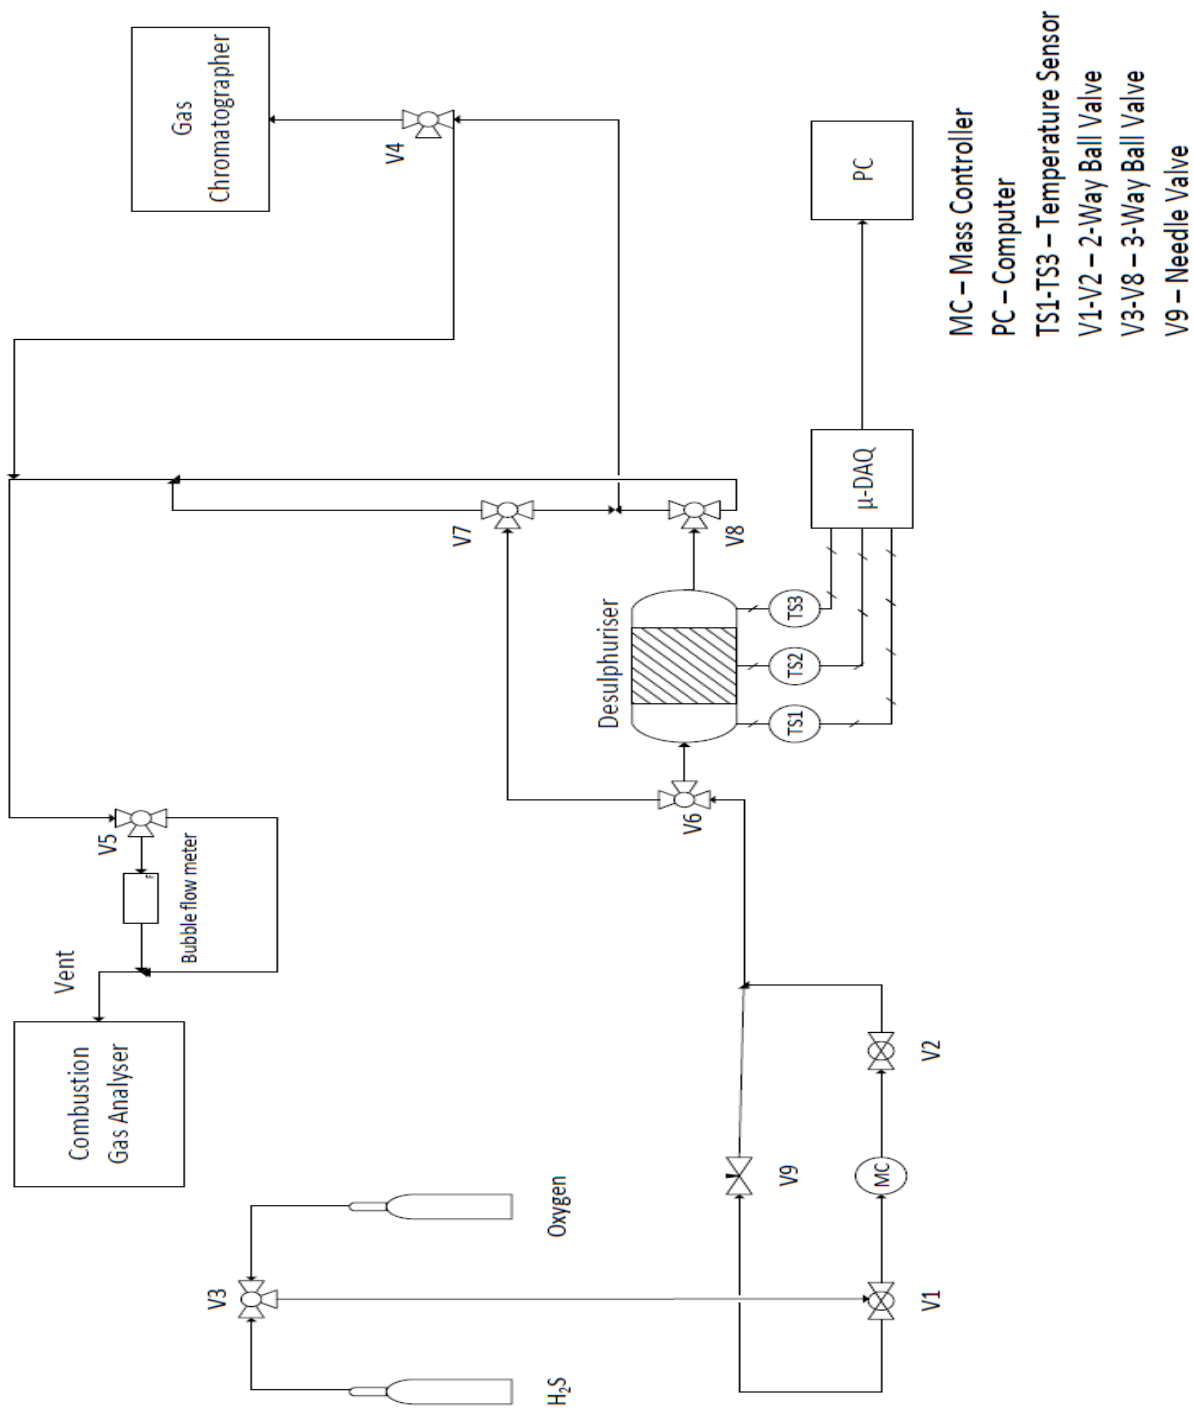 Gas
Chromatographer
V4
PC
MC – Mass Controller
PC – Computer
TS1-TS3 – Temperature Sensor
V1-V2 – 2-Way Ball Valve
V3-V8 – 3-Way Ball Valve
V9 – Needle Valve
V7
V8
µ-DAQ
Desulphuriser
TS3
TS2
TS1
V5
Bubble flow meter
F
V6
Vent
Combustion
Gas Analyser
V2
Oxygen
V9
MC
V3
V1
H₂S